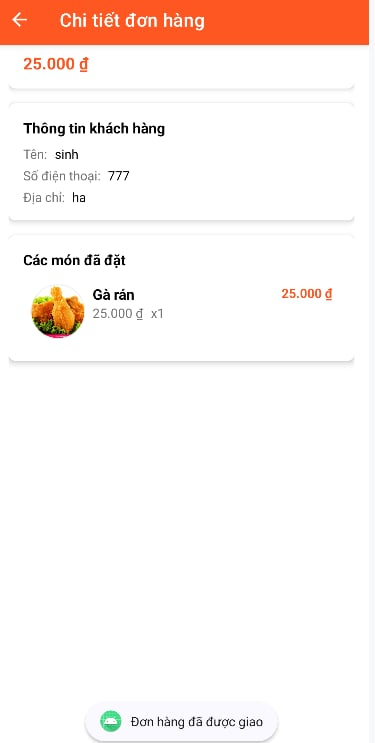 Chi tiết đơn hàng
25.000 ₫
Thông tin khách hàng
Tên: sinh
Số điện thoại: 777
Địa chỉ: ha
Các món đã đặt
Gà rán 25.000 ₫
25.000 ₫ x1
Đơn hàng đã được giao